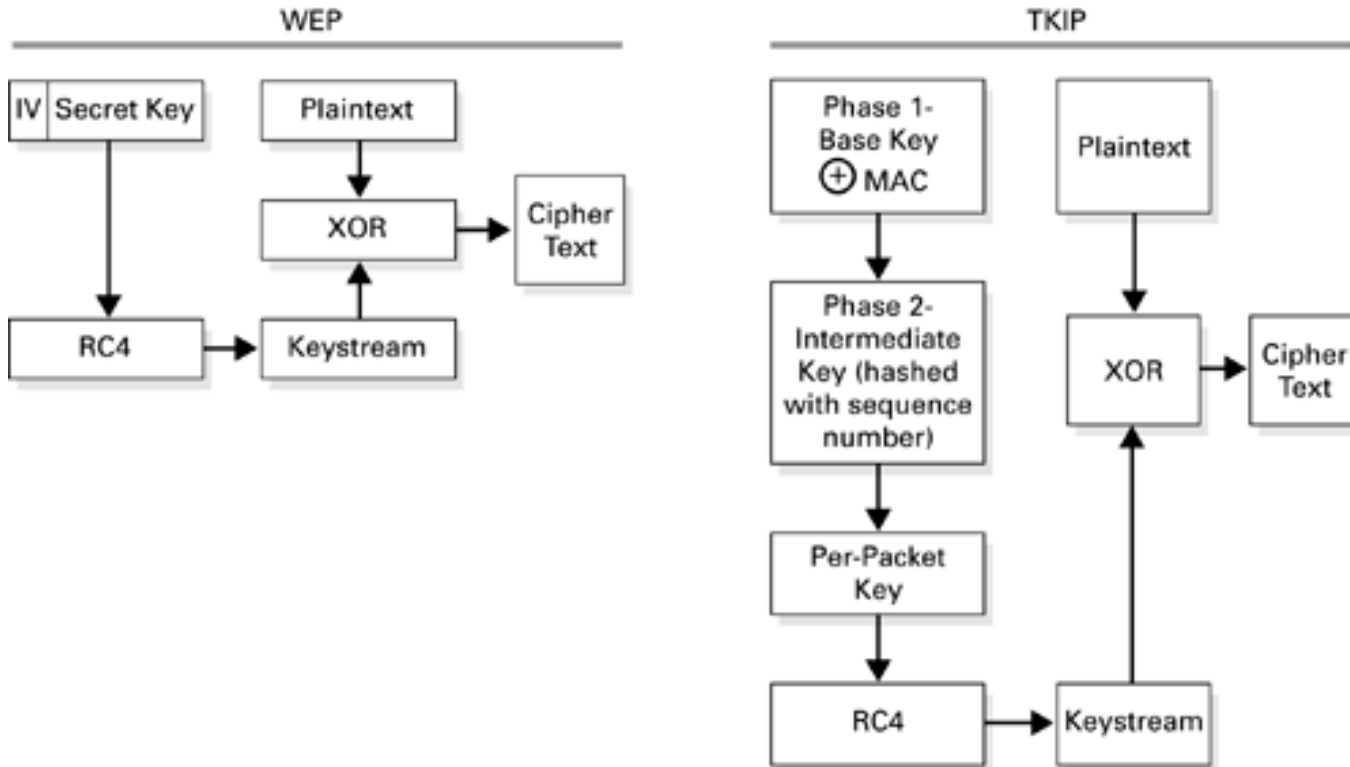 WEP
IV Secret Key
Plaintext
XOR
Cipher
Text
RC4
Keystream
TKIP
Phase 1-
Base Key
⊕ MAC
Plaintext
Phase 2-
Intermediate
Key (hashed
with sequence
number)
XOR
Cipher
Text
Per-Packet
Key
RC4
Keystream